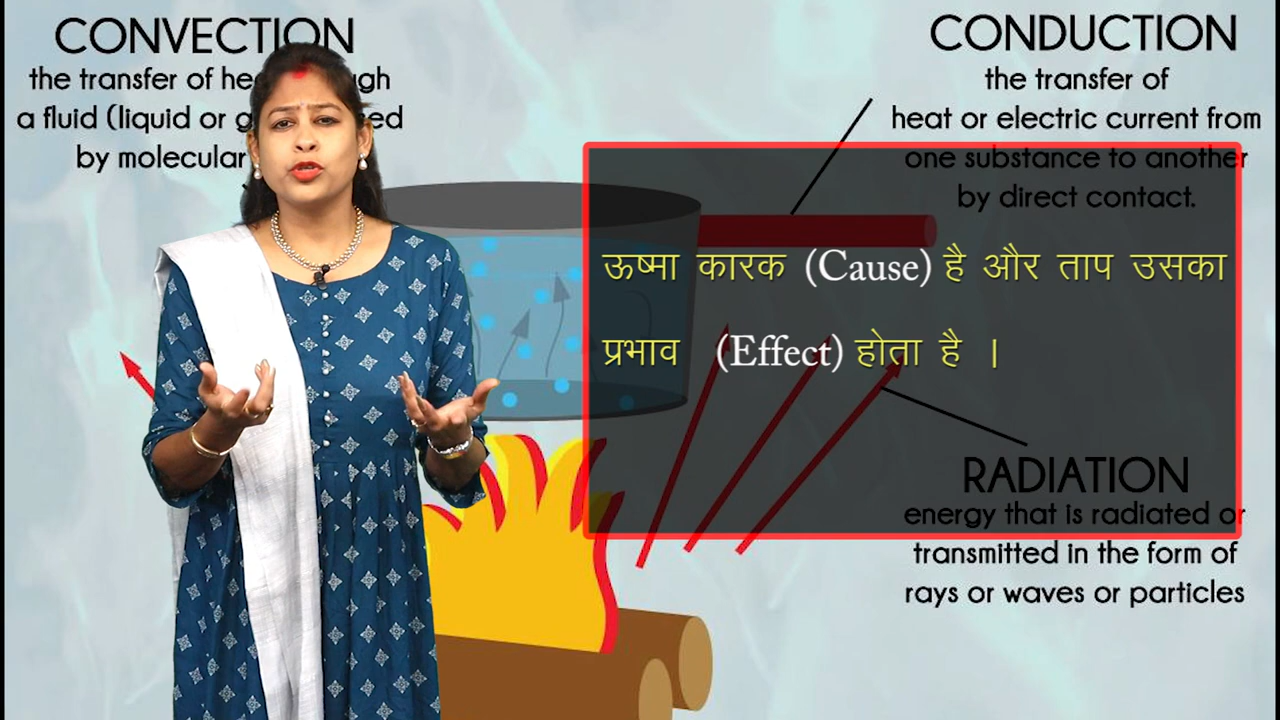 CONVECTION
the transfer of
a fluid (liquid or
by molecular
CONDUCTION
the transfer of
heat or electric current from
one substance to another
by direct contact.
ऊष्मा कारक (Cause) है और ताप उसका
प्रभाव (Effect) होता है ।
RADIATION
energy that is radiated or
transmitted in the form of
rays or waves or particles